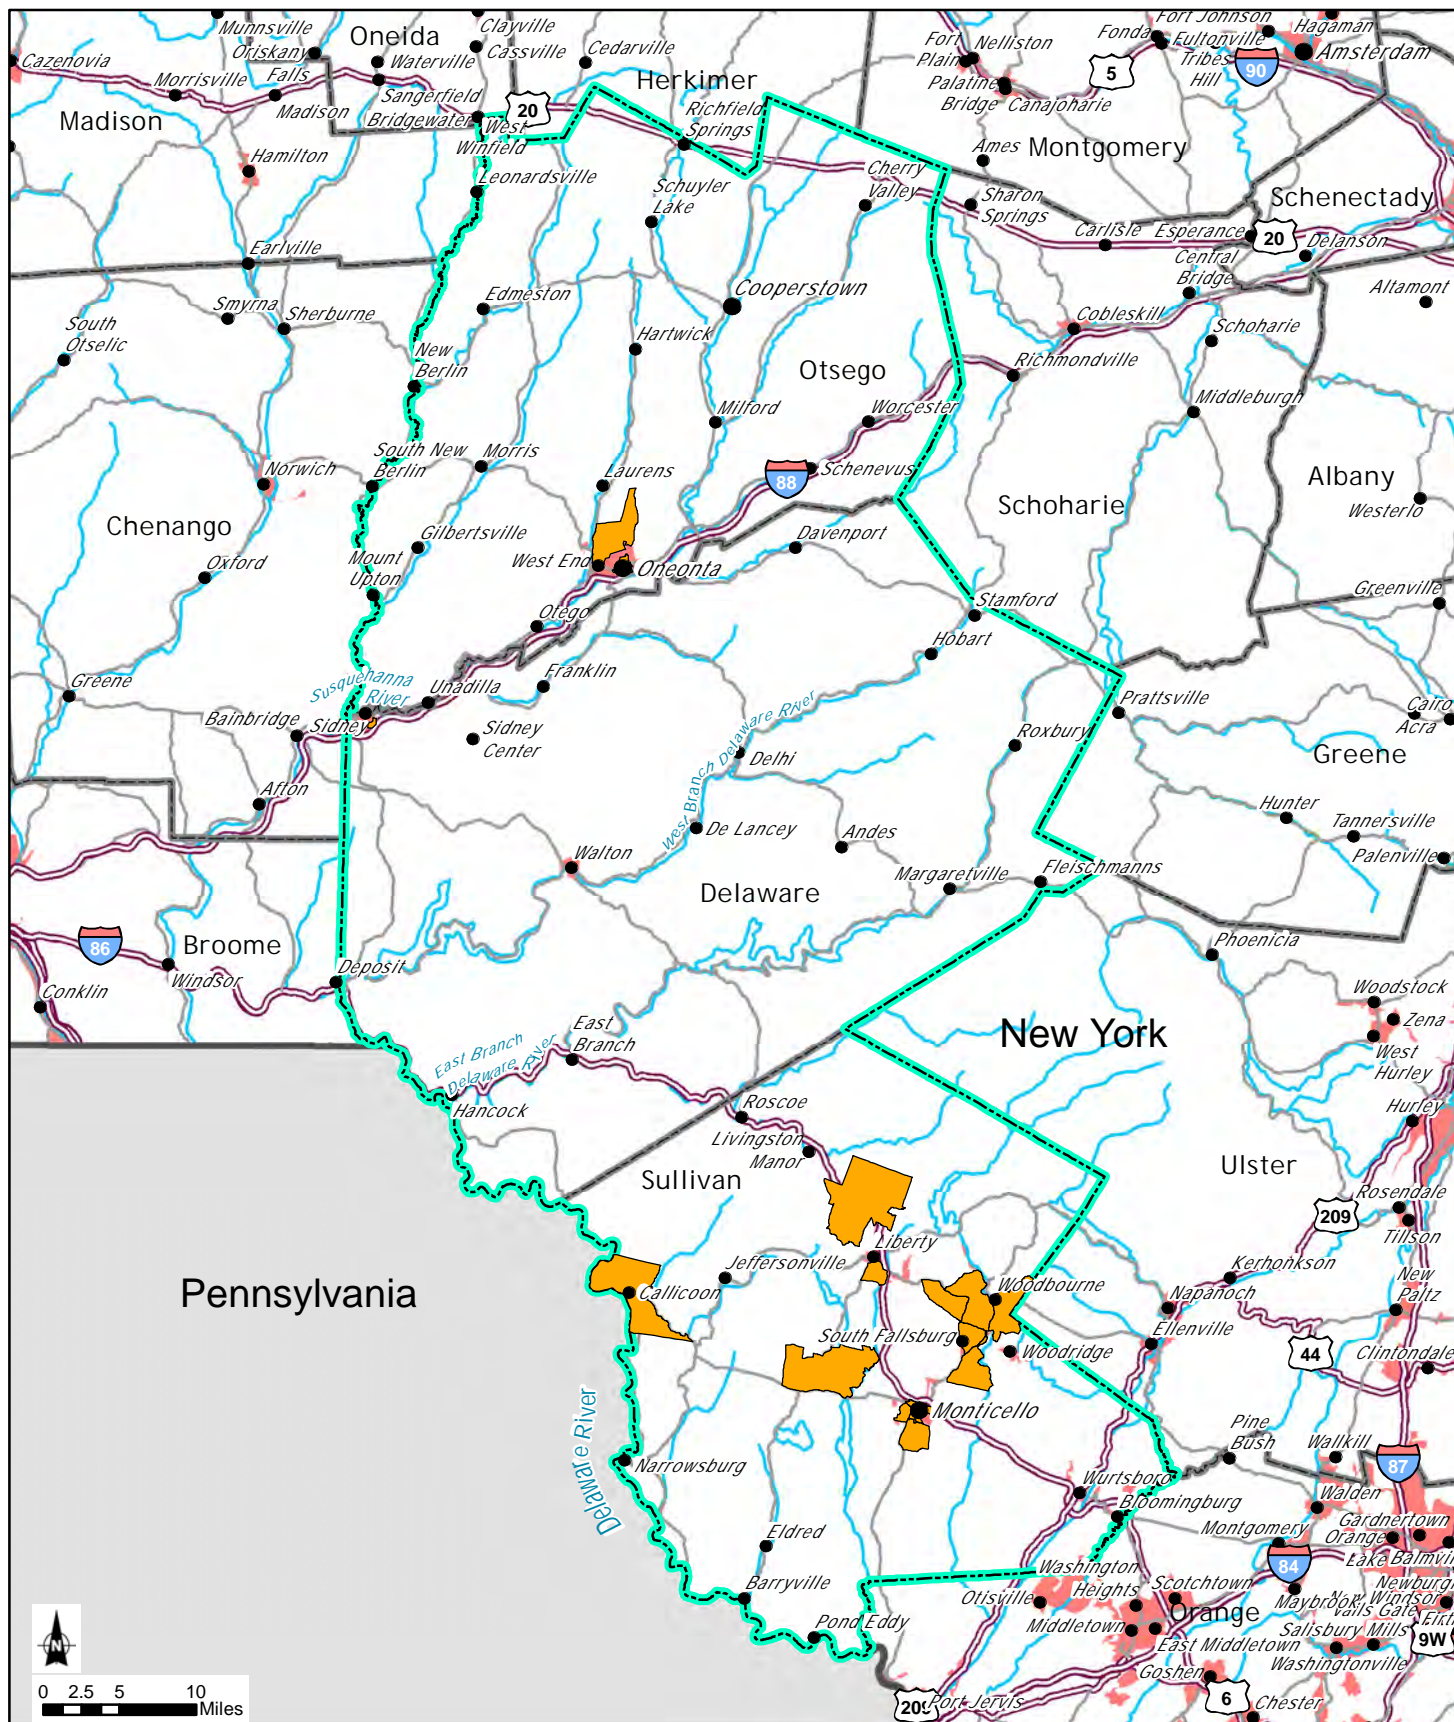 Munnsville
Clayville
Oneida
Oriskany
Falls
Cassville
Waterville
Cedarville
Fort
Plain
Nelliston
Fonda
Fort Johnson
Fultonville
Hagaman
Tribes
Hill
90
Amsterdam
Cazenovia
Morrisville
Madison
Sangerfield
Herkimer
Palatine
Bridge
Canajoharie
5
Madison
Bridgewater
West
Winfield
20
Richfield
Springs
Hamilton
Leonardsville
Schuyler
Lake
Cherry
Valley
Ames
Montgomery
Sharon
Springs
Schenectady
Carlisle
Esperance
20
Delanson
Earlville
Central
Bridge
Smyrna
Sherburne
Edmeston
Cooperstown
Altamont
South
Otselic
Hartwick
Cobleskill
Schoharie
New
Berlin
Otsego
Richmondville
Milford
Worcester
Middleburgh
South New
Berlin
Morris
Norwich
Laurens
88
Schenevus
Albany
Chenango
Schoharie
Westerlo
Gilbertsville
Davenport
Mount
Upton
West End
Oneonta
Oxford
Greenville
Otego
Stamford
Hobart
Greene
Susquehanna
River
Unadilla
Franklin
Prattsville
Cairo
Acra
Bainbridge
Sidney
Sidney
Center
West Branch Delaware River
Delhi
Roxbury
Greene
Afton
De Lancey
Andes
Hunter
Tannersville
Palenville
Walton
Delaware
Margaretville
Fleischmanns
86
Broome
Windsor
Deposit
Phoenicia
Conklin
Woodstock
Zena
East
Branch
New York
West
Hurley
East Branch
Delaware River
Hancock
Roscoe
Hurley
Livingston
Manor
Sullivan
Ulster
209
Rosendale
Tillson
Liberty
Jeffersonville
Kerhonkson
Pennsylvania
Callicoon
Woodbourne
Napanoch
New
Paltz
South Fallsburg
Woodridge
Ellenville
44
Clintondale
Delaware River
Monticello
Pine
Bush
Wallkill
87
Narrowsburg
Wurtsboro
Bloomingburg
Walden
Eldred
Montgomery
Gardnertown
Orange
Lake
Balmville
84
Barryville
Washington
Heights
Scotchtown
Newburgh
Otisville
Orange
Maybrook
New Windsor
Vails Gate
Pond Eddy
Middletown
East Middletown
Salisbury Mills
Washingtonville
9W
Goshen
N
0 2.5 5 10
Miles
209
Port Jervis
6
Chester